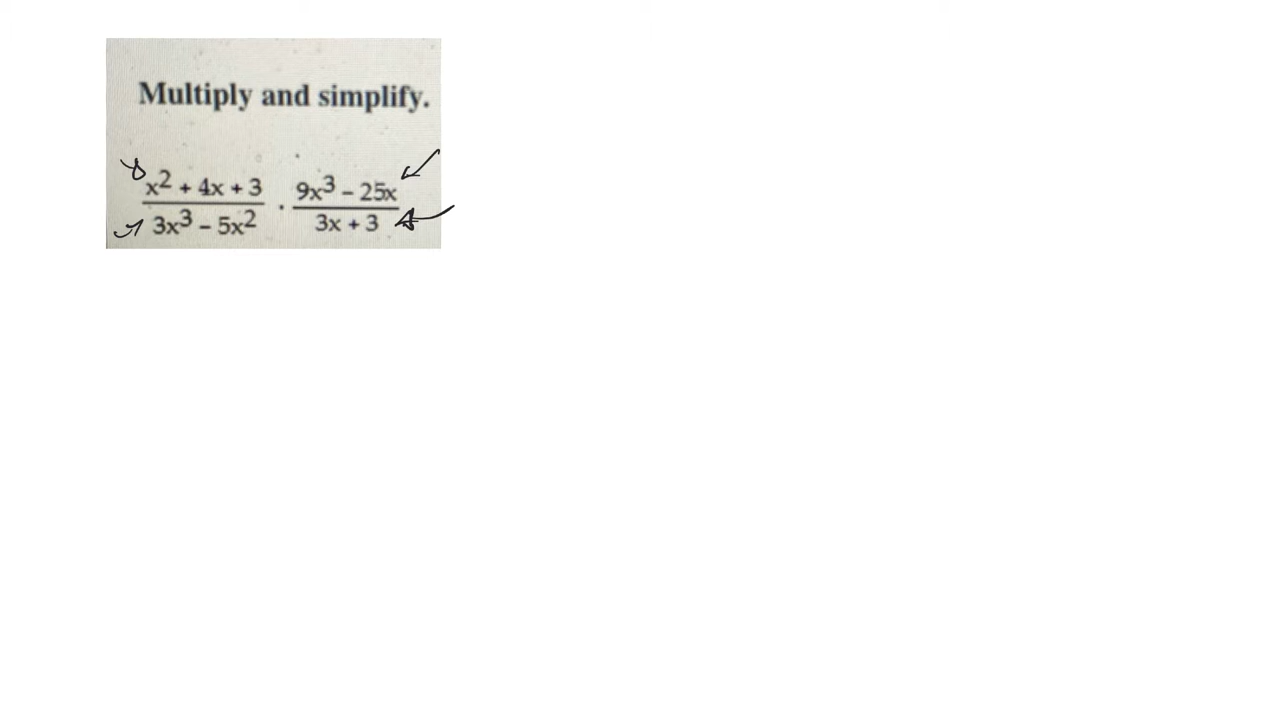 Multiply and simplify.
x² + 4x + 3 / 3x³ - 5x² · 9x³ - 25x / 3x + 3